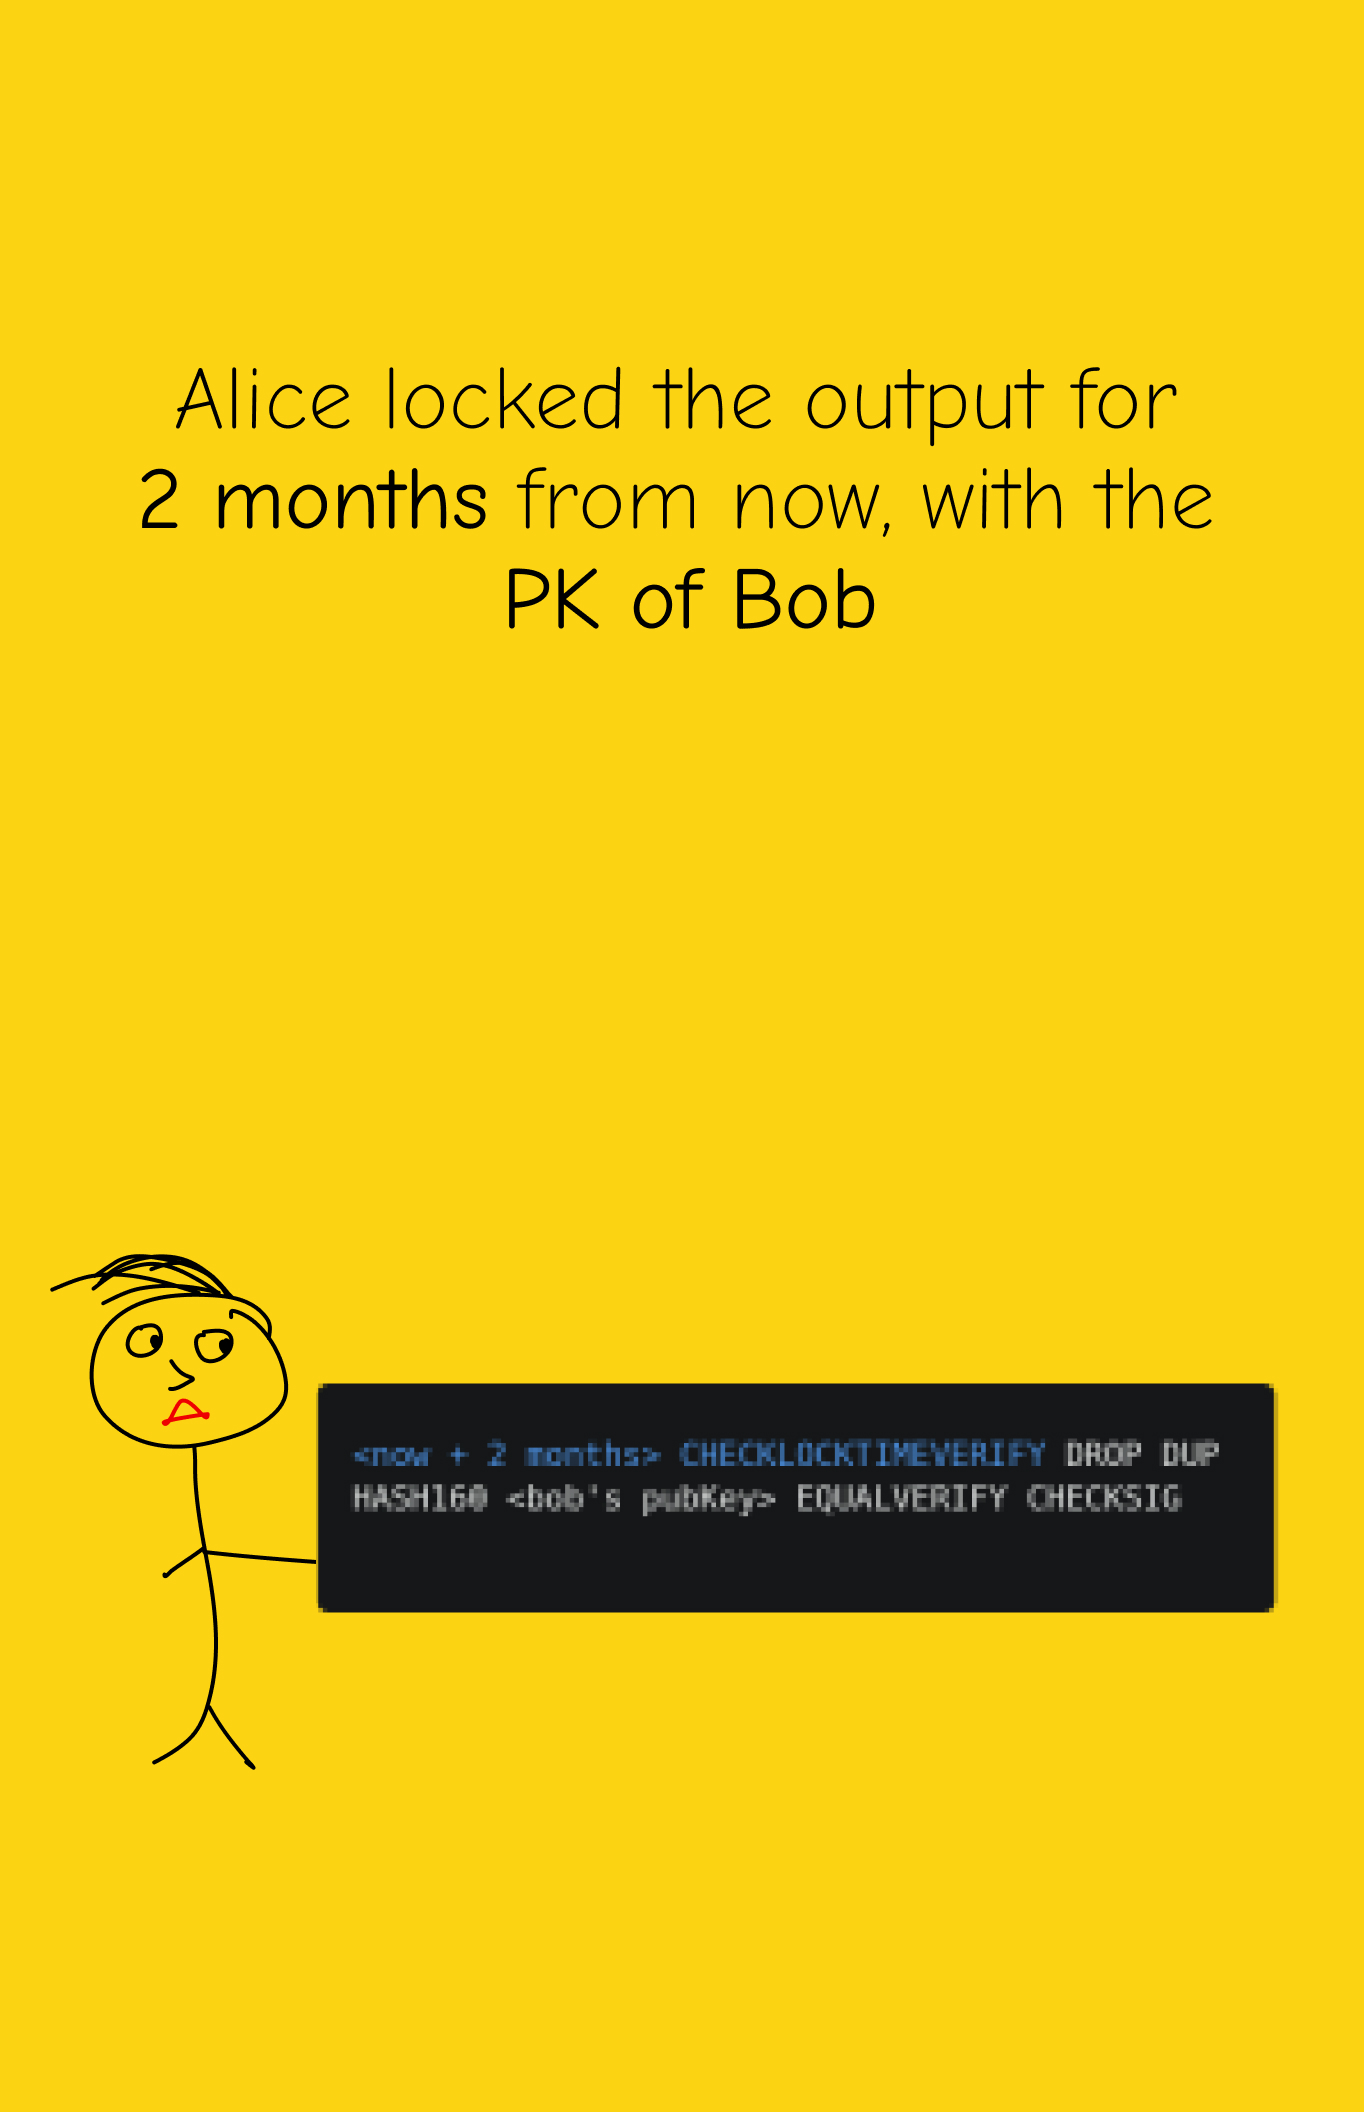 Alice locked the output for
2 months from now, with the
PK of Bob
<now + 2 months> CHECKLOCKTIMEVERIFY DROP DUP
HASH160 <bob's pubKey> EQUALVERIFY CHECKSIG